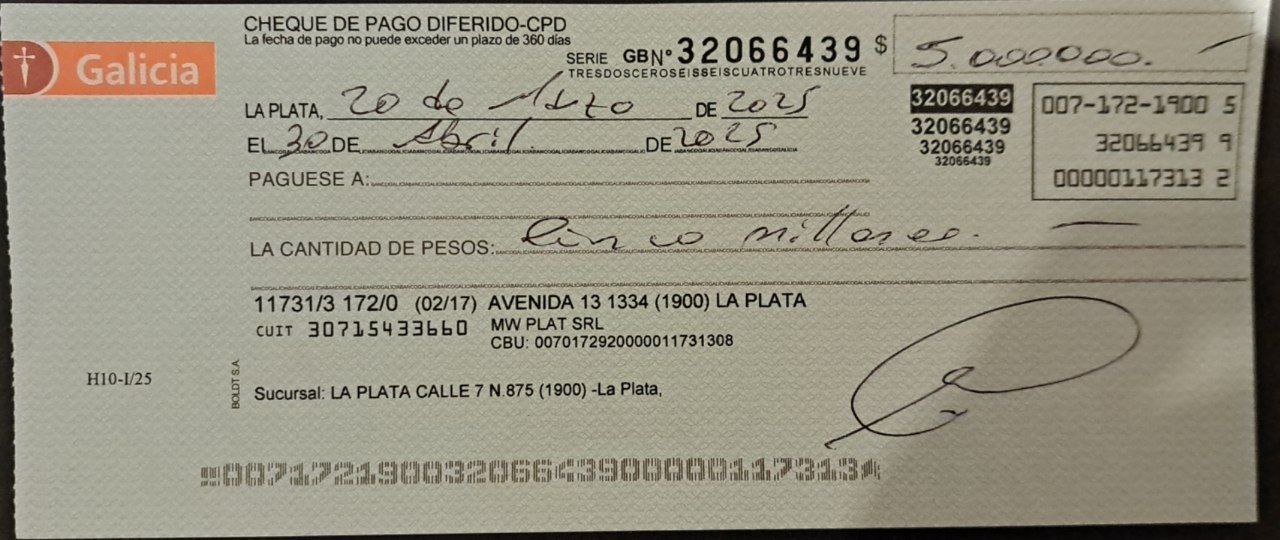 CHEQUE DE PAGO DIFERIDO-CPD
La fecha de pago no puede exceder un plazo de 360 días
Galicia
SERIE GB Nº 32066439 $ 5.000000. —
TRESDOSCEROSEISSEISCUATROTRESNUEVE
LA PLATA, 20 de Marzo DE 2025
EL 30 DE Abril DE 2025
32066439
32066439
32066439
32066439
007-172-1900 5
32066439 9
00000117313 2
PAGUESE A:
LA CANTIDAD DE PESOS: Cinco millones. —
11731/3 172/0 (02/17) AVENIDA 13 1334 (1900) LA PLATA
CUIT 30715433660 MW PLAT SRL
CBU: 0070172920000011731308
H10-I/25
BOLDT S.A.
Sucursal: LA PLATA CALLE 7 N.875 (1900) -La Plata,